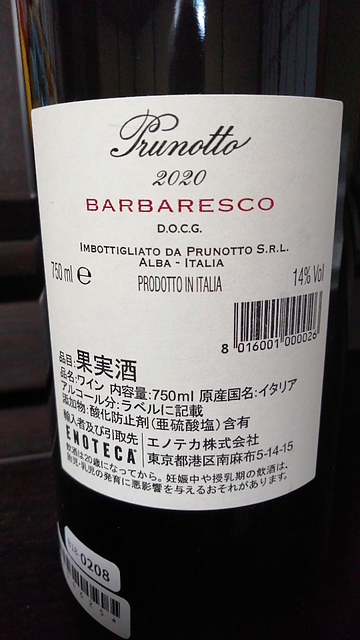 Prunotto
2020
BARBARESCO
D.O.C.G.
IMBOTTIGLIATO DA PRUNOTTO S.R.L.
ALBA - ITALIA
750 ml e PRODOTTO IN ITALIA 14% Vol
8 016001 000026
品目:果実酒
品名:ワイン 内容量:750ml 原産国名:イタリア
アルコール分:ラベルに記載
添加物:酸化防止剤(亜硫酸塩)含有
輸入者及び引取先 エノテカ株式会社
ENOTECA 東京都港区南麻布5-14-15
飲酒は20歳になってから。妊娠中や授乳期の飲酒は、
胎児・乳児の発育に悪影響を与えるおそれがあります。
0208